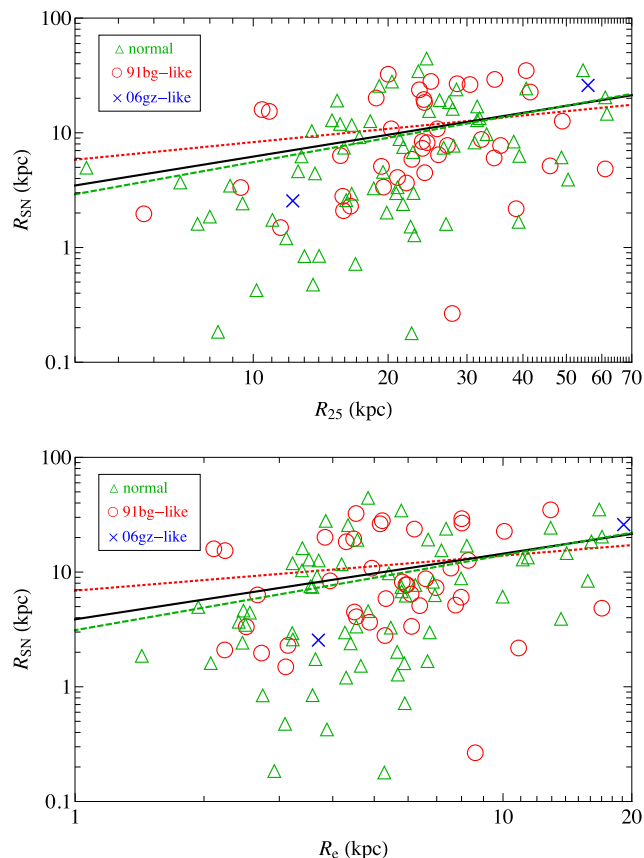 100
10
1
0.1
R_SN (kpc)
normal
91bg−like
06gz−like
10 20 30 40 50 60 70
R_25 (kpc)
100
10
1
0.1
R_SN (kpc)
normal
91bg−like
06gz−like
1 10 20
R_e (kpc)